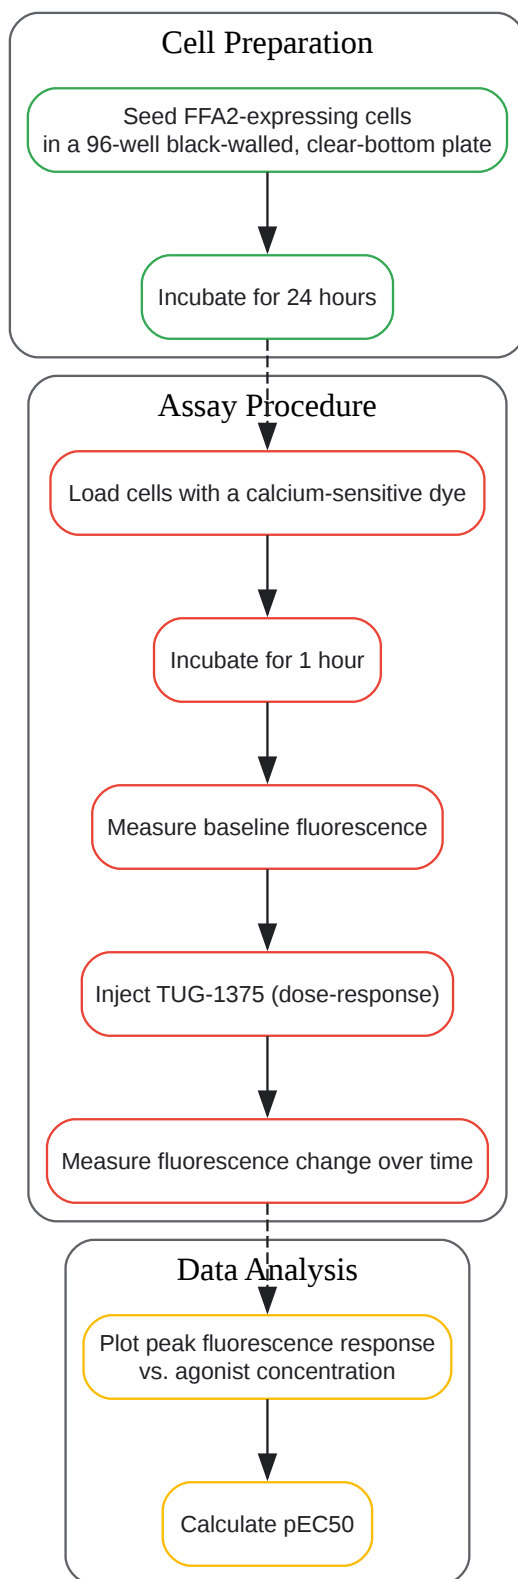 Cell Preparation
Seed FFA2-expressing cells
in a 96-well black-walled, clear-bottom plate
Incubate for 24 hours
Assay Procedure
Load cells with a calcium-sensitive dye
Incubate for 1 hour
Measure baseline fluorescence
Inject TUG-1375 (dose-response)
Measure fluorescence change over time
Data Analysis
Plot peak fluorescence response
vs. agonist concentration
Calculate pEC50